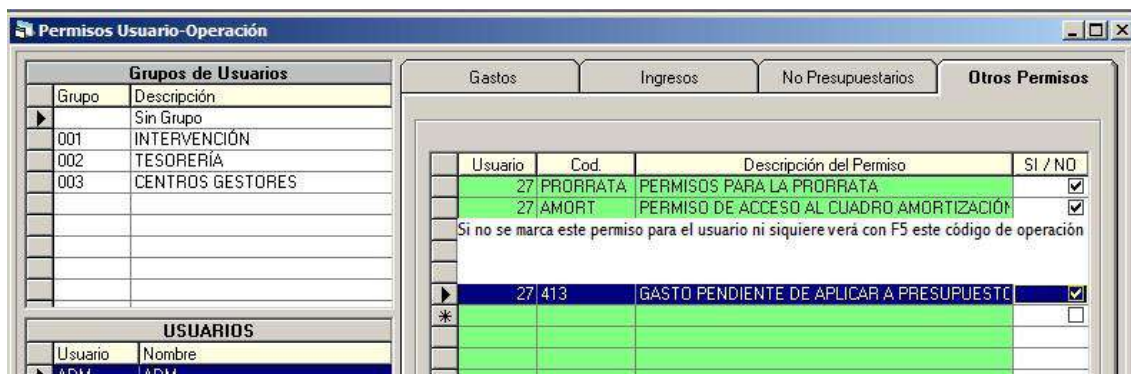 Permisos Usuario-Operación
Grupos de Usuarios
Grupo Descripción
Sin Grupo
001 INTERVENCIÓN
002 TESORERÍA
003 CENTROS GESTORES
USUARIOS
Usuario Nombre
ADM ADM
Gastos Ingresos No Presupuestarios Otros Permisos
Usuario Cod. Descripción del Permiso SI / NO
27 PRORRATA PERMISOS PARA LA PRORRATA
27 AMORT PERMISO DE ACCESO AL CUADRO AMORTIZACIÓN
Si no se marca este permiso para el usuario ni siquiere verá con F5 este código de operación
27 413 GASTO PENDIENTE DE APLICAR A PRESUPUESTO